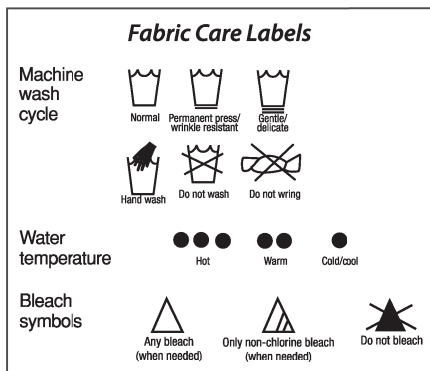 Fabric Care Labels
Machine
wash
cycle
Normal
Permanent press/
wrinkle resistant
Gentle/
delicate
Hand wash
Do not wash
Do not wring
Water
temperature
Hot
Warm
Cold/cool
Bleach
symbols
Any bleach
(when needed)
Only non-chlorine bleach
(when needed)
Do not bleach